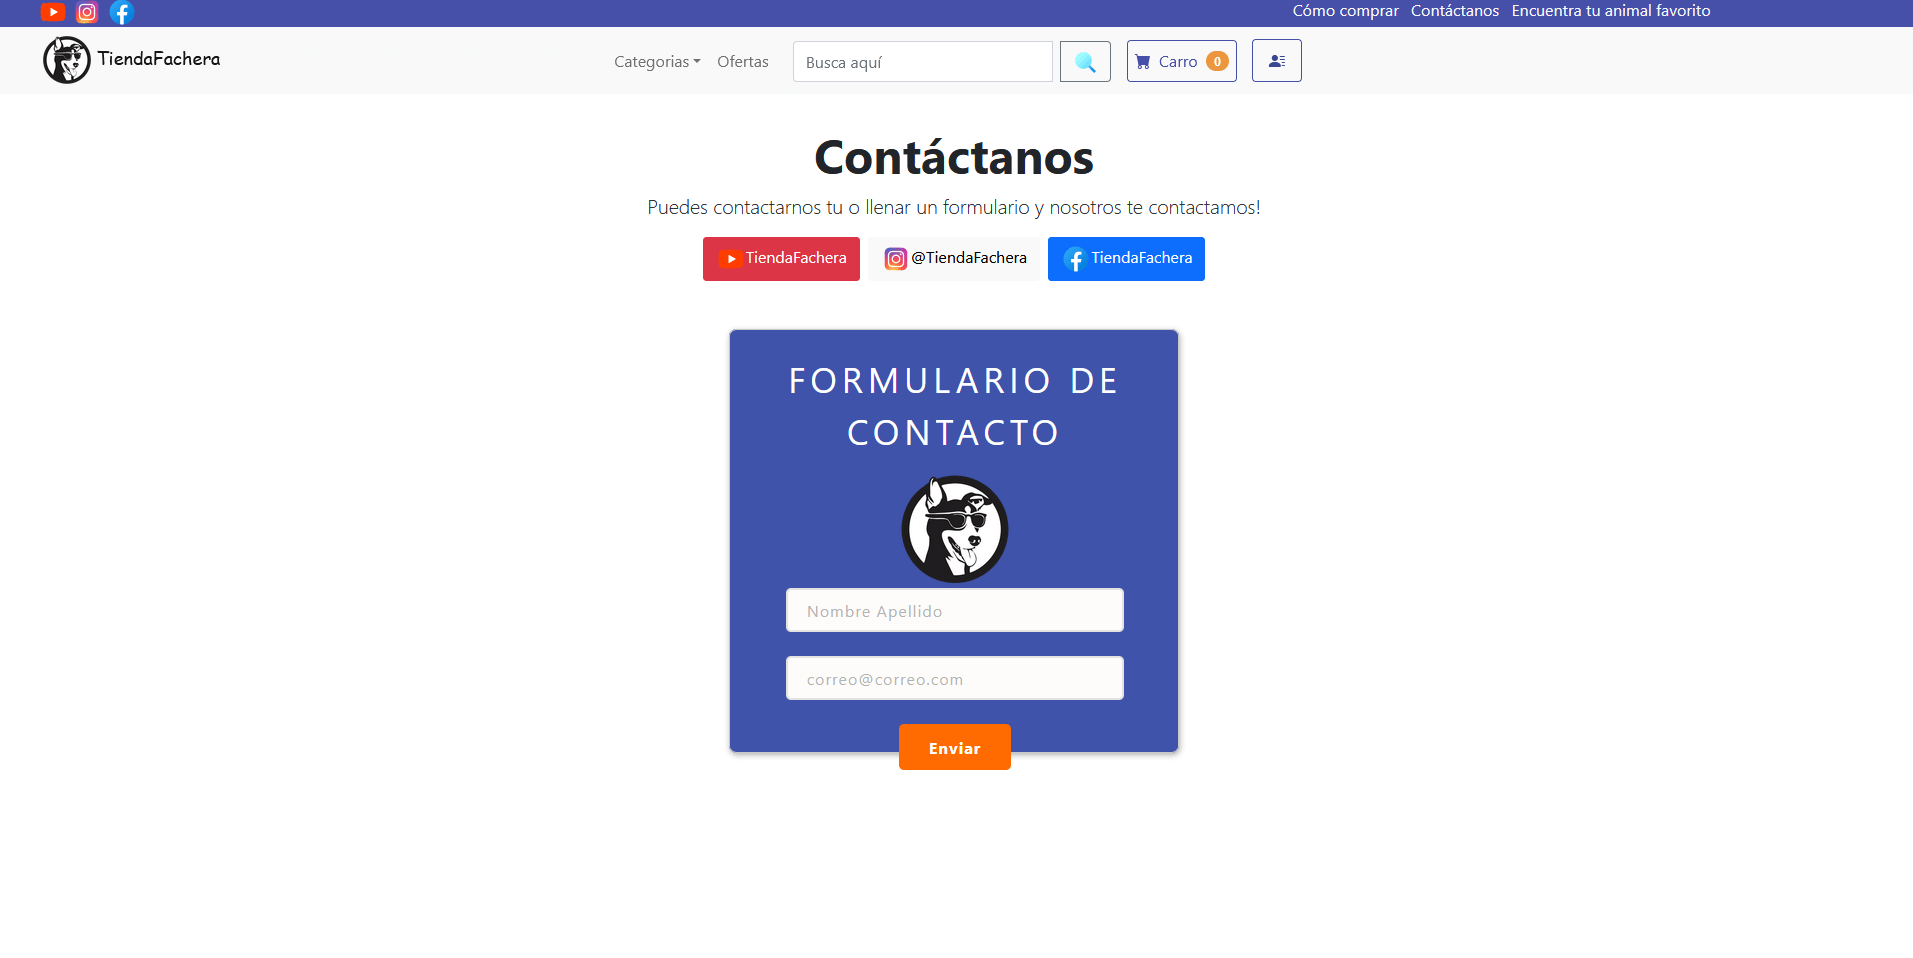 Cómo comprar Contáctanos Encuentra tu animal favorito
TiendaFachera Categorias Ofertas Busca aquí Carro 0
Contáctanos
Puedes contactarnos tu o llenar un formulario y nosotros te contactamos!
TiendaFachera @TiendaFachera TiendaFachera
FORMULARIO DE
CONTACTO
Nombre Apellido
correo@correo.com
Enviar